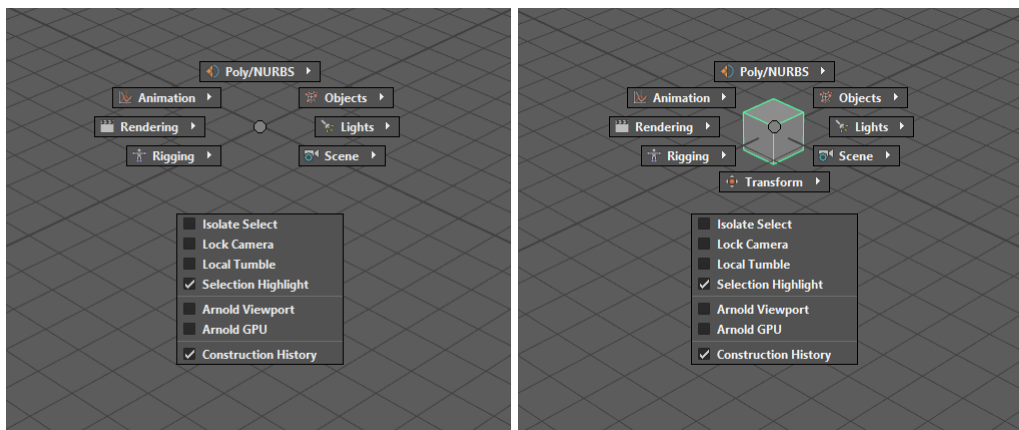 Poly/NURBS
Animation
Objects
Rendering
Lights
Rigging
Scene
Isolate Select
Lock Camera
Local Tumble
Selection Highlight
Arnold Viewport
Arnold GPU
Construction History
Poly/NURBS
Animation
Objects
Rendering
Lights
Rigging
Scene
Transform
Isolate Select
Lock Camera
Local Tumble
Selection Highlight
Arnold Viewport
Arnold GPU
Construction History